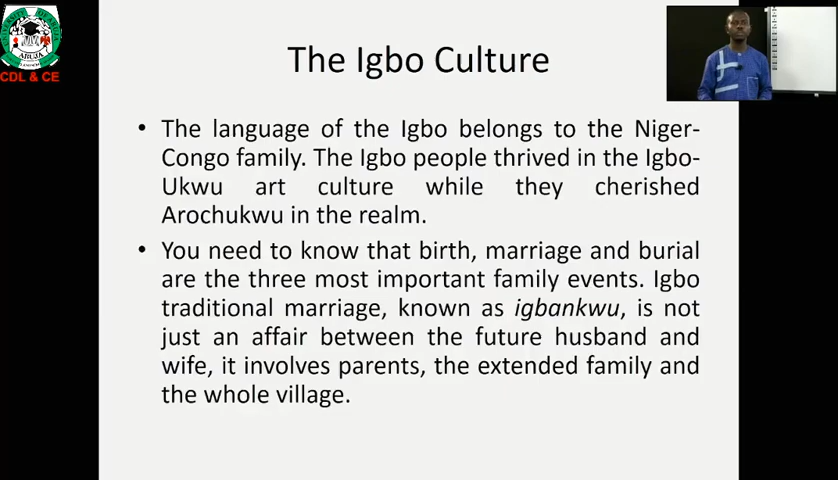 UNIVERSITY OF ABUJA
ABUJA
CDL & CE
The Igbo Culture
• The language of the Igbo belongs to the Niger-
Congo family. The Igbo people thrived in the Igbo-
Ukwu art culture while they cherished
Arochukwu in the realm.
• You need to know that birth, marriage and burial
are the three most important family events. Igbo
traditional marriage, known as igbankwu, is not
just an affair between the future husband and
wife, it involves parents, the extended family and
the whole village.